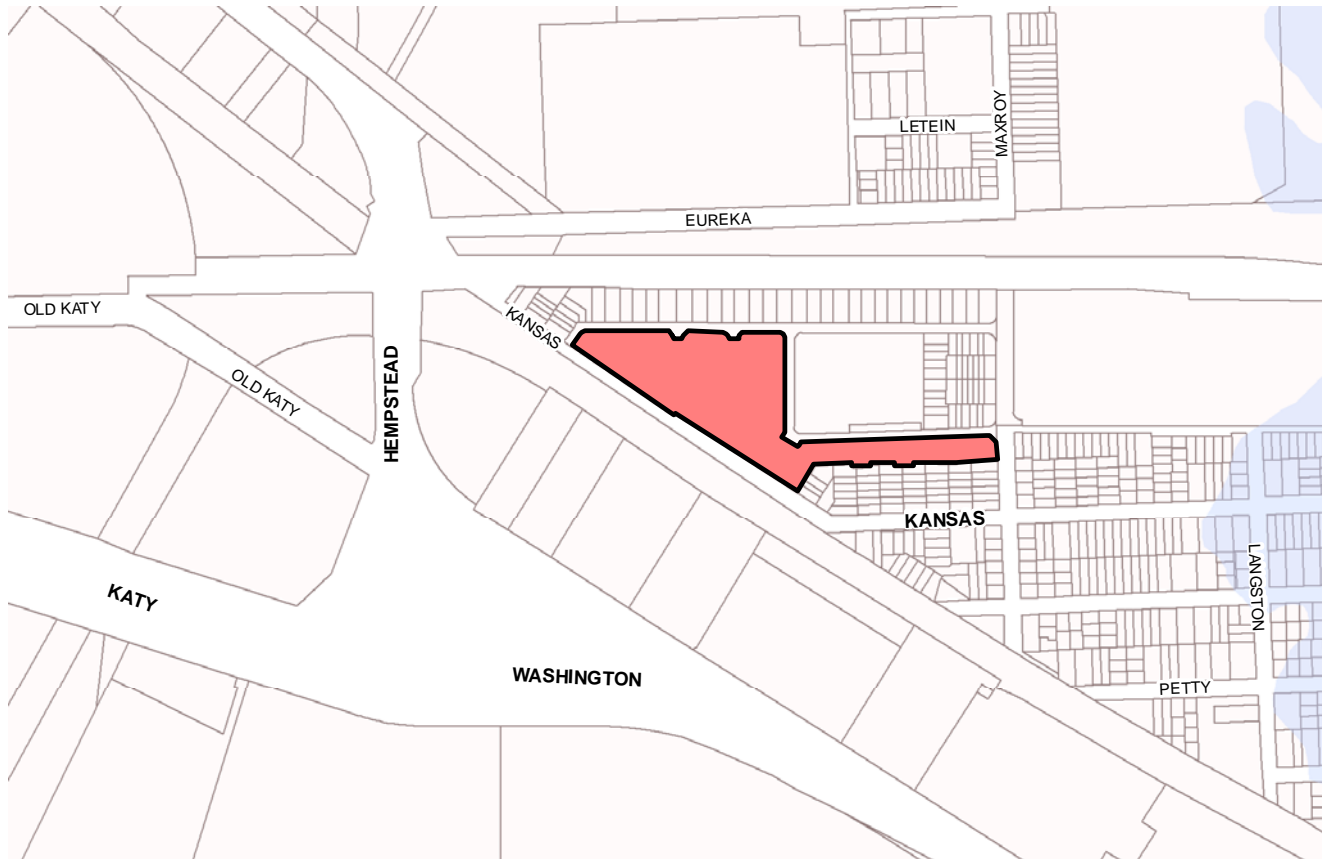 MAXROY
LETEIN
EUREKA
OLD KATY
KANSAS
OLD KATY
HEMPSTEAD
KANSAS
LANGSTON
KATY
WASHINGTON
PETTY